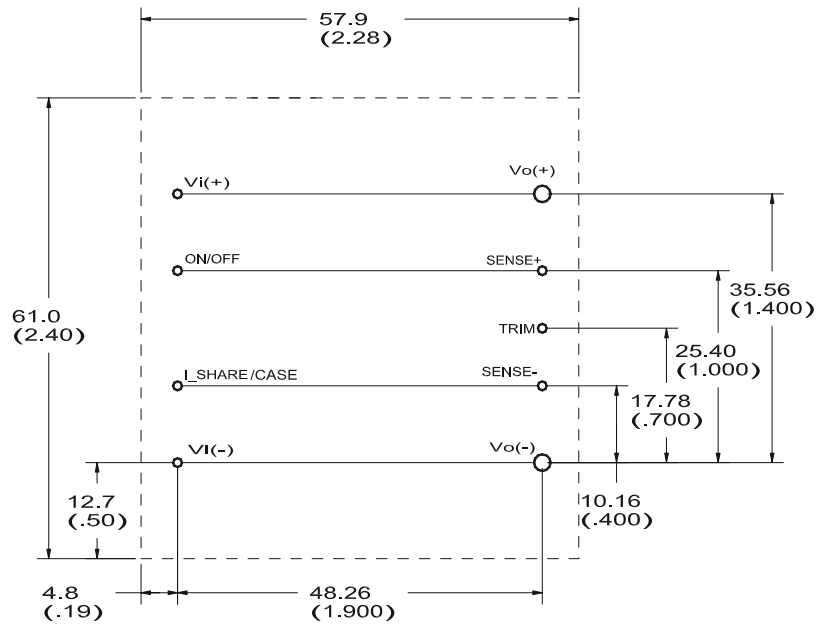 57.9
(2.28)
Vi(+)
Vo(+)
ON/OFF
SENSE+
35.56
(1.400)
61.0
(2.40)
TRIM
25.40
(1.000)
I_SHARE/CASE
SENSE-
17.78
(.700)
VI(-)
Vo(-)
12.7
(.50)
10.16
(.400)
4.8
(.19)
48.26
(1.900)